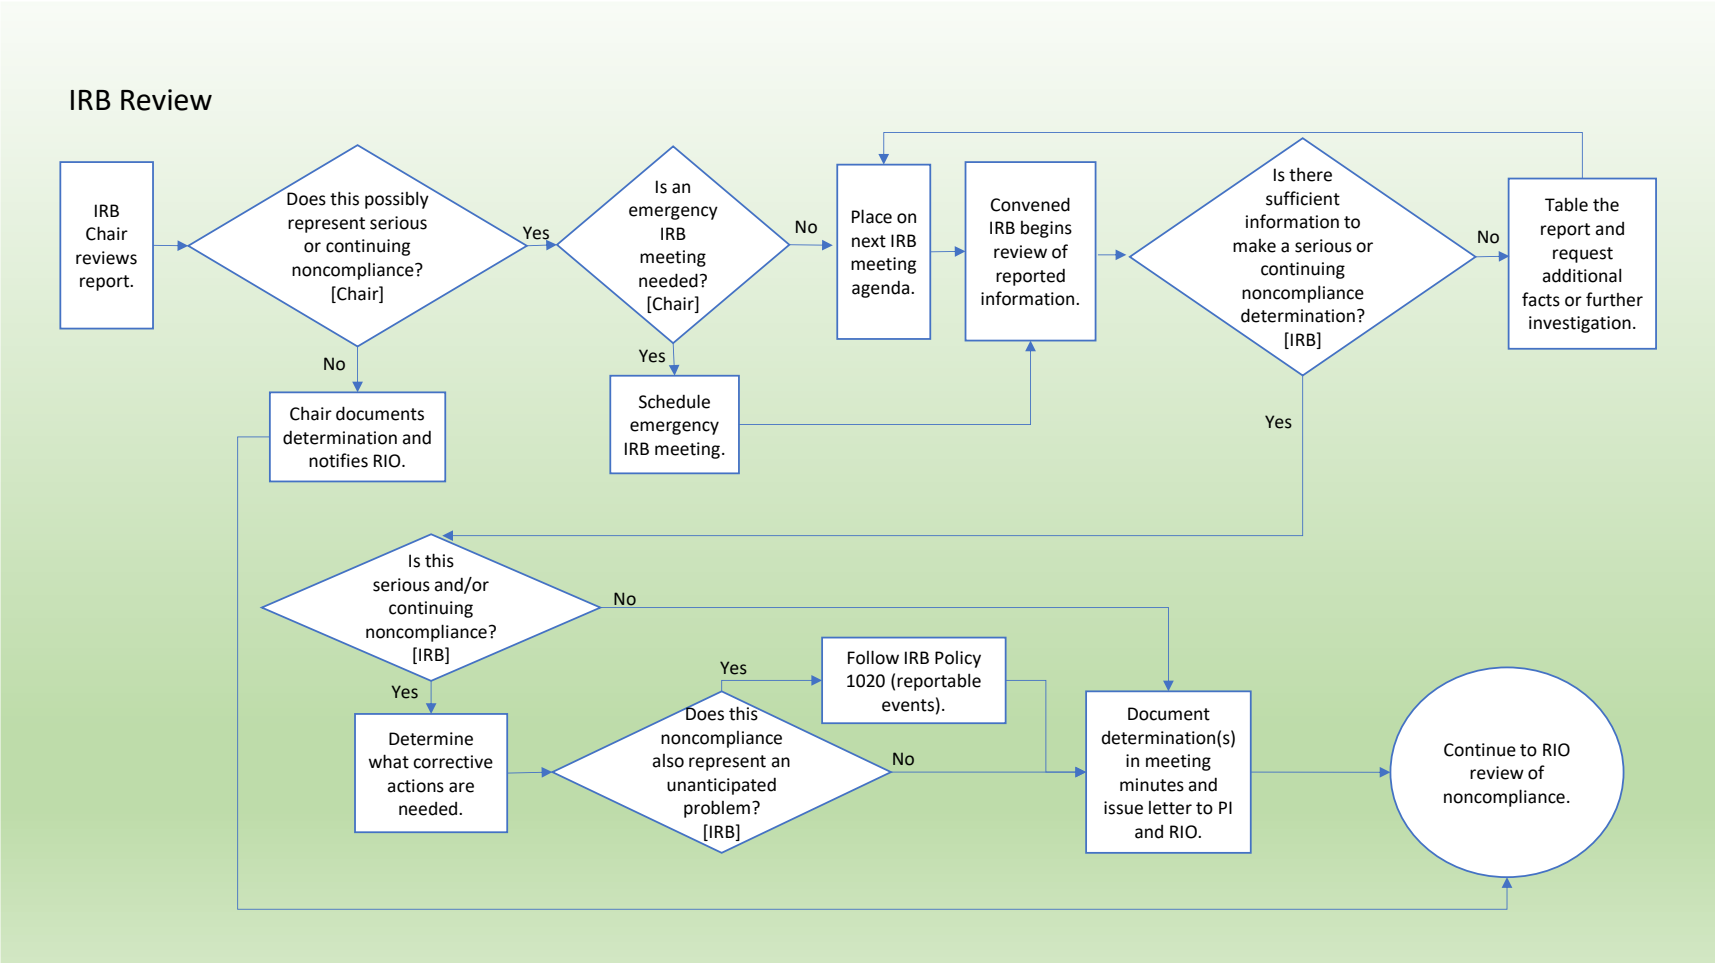 IRB Review
IRB
Chair
reviews
report.
Does this possibly
represent serious
or continuing
noncompliance?
[Chair]
Yes
No
Is an
emergency
IRB
meeting
needed?
[Chair]
No
Yes
Place on
next IRB
meeting
agenda.
Convened
IRB begins
review of
reported
information.
Is there
sufficient
information to
make a serious or
continuing
noncompliance
determination?
[IRB]
No
Yes
Table the
report and
request
additional
facts or further
investigation.
Chair documents
determination and
notifies RIO.
Schedule
emergency
IRB meeting.
Is this
serious and/or
continuing
noncompliance?
[IRB]
No
Yes
Determine
what corrective
actions are
needed.
Does this
noncompliance
also represent an
unanticipated
problem?
[IRB]
Yes
No
Follow IRB Policy
1020 (reportable
events).
Document
determination(s)
in meeting
minutes and
issue letter to PI
and RIO.
Continue to RIO
review of
noncompliance.